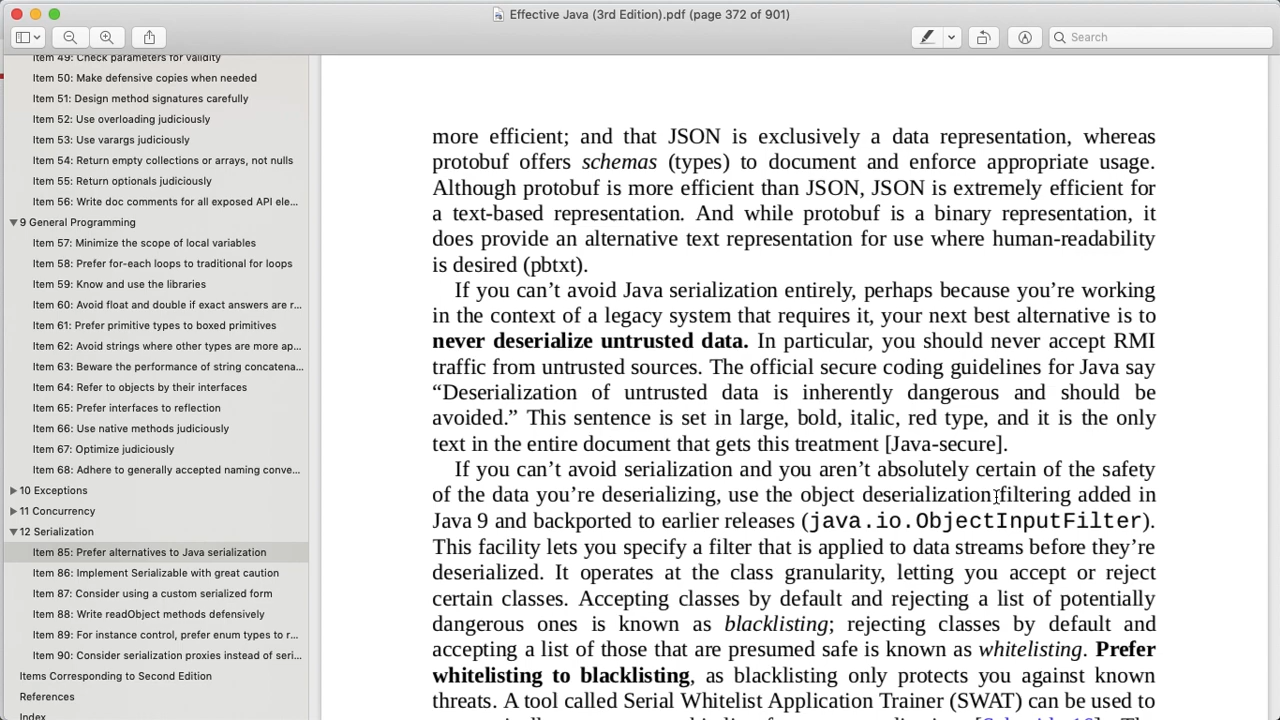 Effective Java (3rd Edition).pdf (page 372 of 901)
Search
Item 49: Check parameters for validity
Item 50: Make defensive copies when needed
Item 51: Design method signatures carefully
Item 52: Use overloading judiciously
Item 53: Use varargs judiciously
Item 54: Return empty collections or arrays, not nulls
Item 55: Return optionals judiciously
Item 56: Write doc comments for all exposed API ele...
9 General Programming
Item 57: Minimize the scope of local variables
Item 58: Prefer for-each loops to traditional for loops
Item 59: Know and use the libraries
Item 60: Avoid float and double if exact answers are r...
Item 61: Prefer primitive types to boxed primitives
Item 62: Avoid strings where other types are more ap...
Item 63: Beware the performance of string concatena...
Item 64: Refer to objects by their interfaces
Item 65: Prefer interfaces to reflection
Item 66: Use native methods judiciously
Item 67: Optimize judiciously
Item 68: Adhere to generally accepted naming conve...
10 Exceptions
11 Concurrency
12 Serialization
Item 85: Prefer alternatives to Java serialization
Item 86: Implement Serializable with great caution
Item 87: Consider using a custom serialized form
Item 88: Write readObject methods defensively
Item 89: For instance control, prefer enum types to r...
Item 90: Consider serialization proxies instead of seri...
Items Corresponding to Second Edition
References
Index
more efficient; and that JSON is exclusively a data representation, whereas
protobuf offers schemas (types) to document and enforce appropriate usage.
Although protobuf is more efficient than JSON, JSON is extremely efficient for
a text-based representation. And while protobuf is a binary representation, it
does provide an alternative text representation for use where human-readability
is desired (pbtxt).
If you can’t avoid Java serialization entirely, perhaps because you’re working
in the context of a legacy system that requires it, your next best alternative is to
never deserialize untrusted data. In particular, you should never accept RMI
traffic from untrusted sources. The official secure coding guidelines for Java say
“Deserialization of untrusted data is inherently dangerous and should be
avoided.” This sentence is set in large, bold, italic, red type, and it is the only
text in the entire document that gets this treatment [Java-secure].
If you can’t avoid serialization and you aren’t absolutely certain of the safety
of the data you’re deserializing, use the object deserialization filtering added in
Java 9 and backported to earlier releases (java.io.ObjectInputFilter).
This facility lets you specify a filter that is applied to data streams before they’re
deserialized. It operates at the class granularity, letting you accept or reject
certain classes. Accepting classes by default and rejecting a list of potentially
dangerous ones is known as blacklisting; rejecting classes by default and
accepting a list of those that are presumed safe is known as whitelisting. Prefer
whitelisting to blacklisting, as blacklisting only protects you against known
threats. A tool called Serial Whitelist Application Trainer (SWAT) can be used to